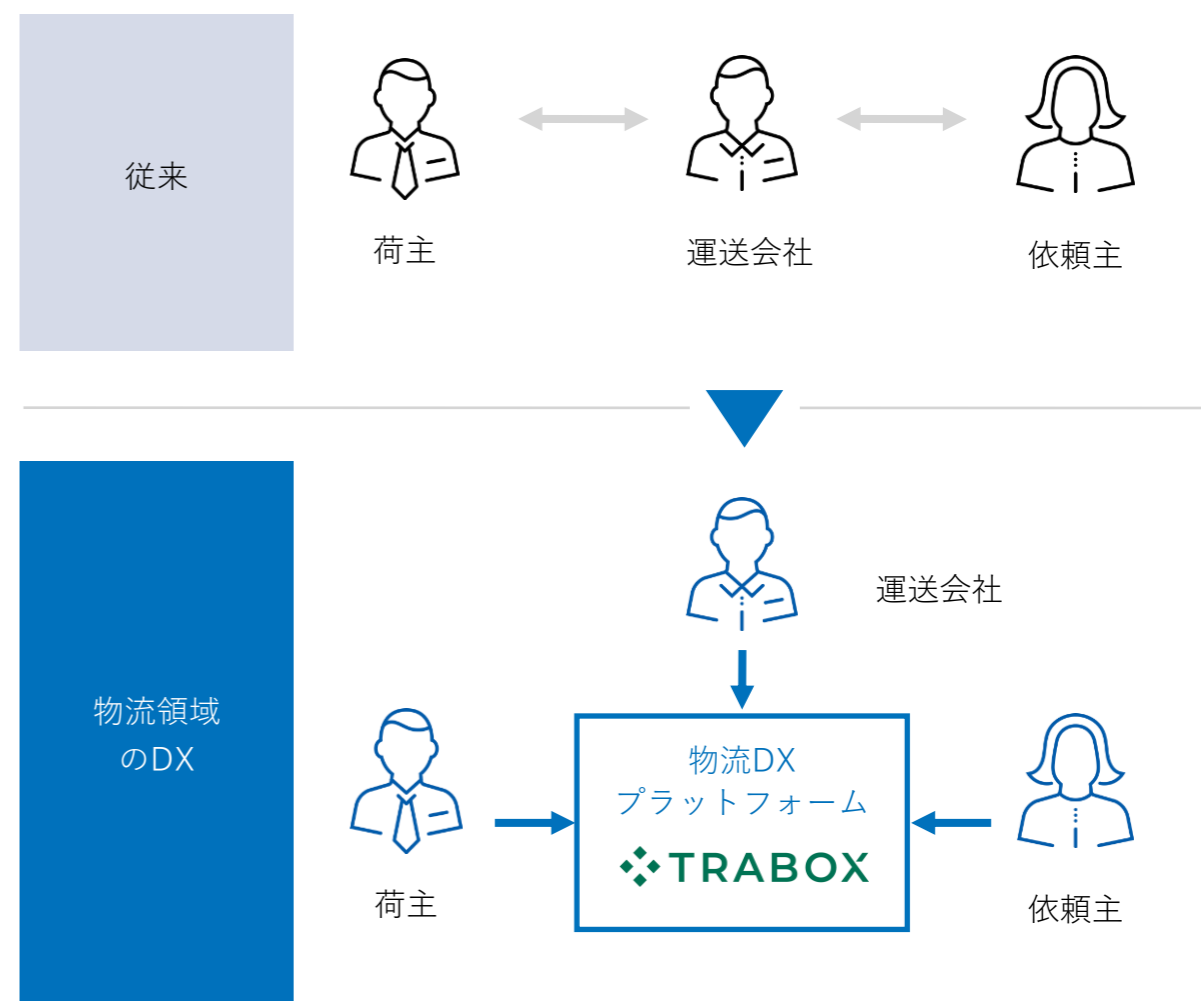 従来
荷主
運送会社
依頼主
運送会社
物流領域
のDX
物流DX
プラットフォーム
TRABOX
荷主
依頼主